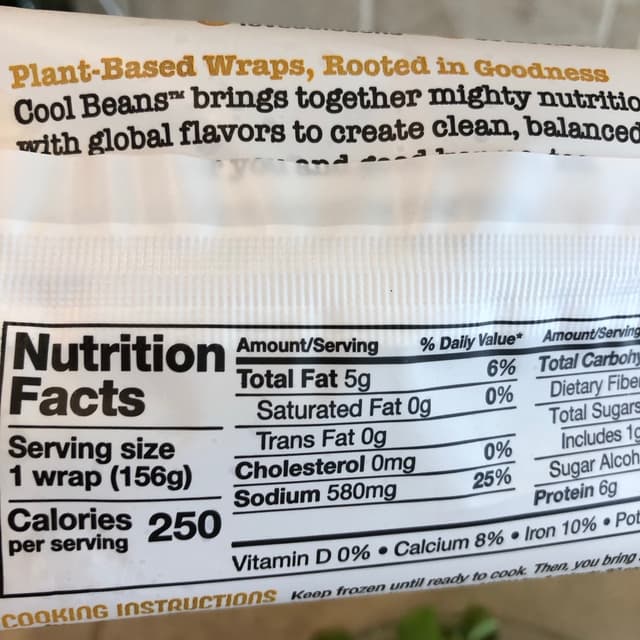 Plant-Based Wraps, Rooted in Goodness
Cool Beans™ brings together mighty nutritio
with global flavors to create clean, balanced
you and
Nutrition
Facts
Serving size
1 wrap (156g)
Calories 250
per serving
Amount/Serving % Daily Value*
Total Fat 5g 6%
Saturated Fat 0g 0%
Trans Fat 0g
Cholesterol 0mg 0%
Sodium 580mg 25%
Amount/Serving
Total Carbohy
Dietary Fiber
Total Sugars
Includes 1g
Sugar Alcoh
Protein 6g
Vitamin D 0% • Calcium 8% • Iron 10% • Pot
COOKING INSTRUCTIONS Keep frozen until ready to cook. Then, you bring